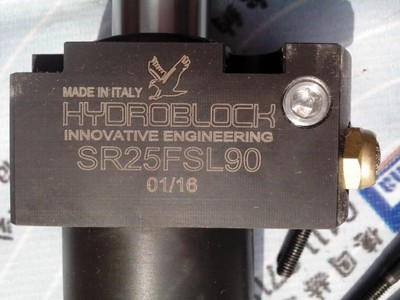 MADE IN ITALY
HYDROBLOCK
INNOVATIVE ENGINEERING
SR25FSL90
01/16